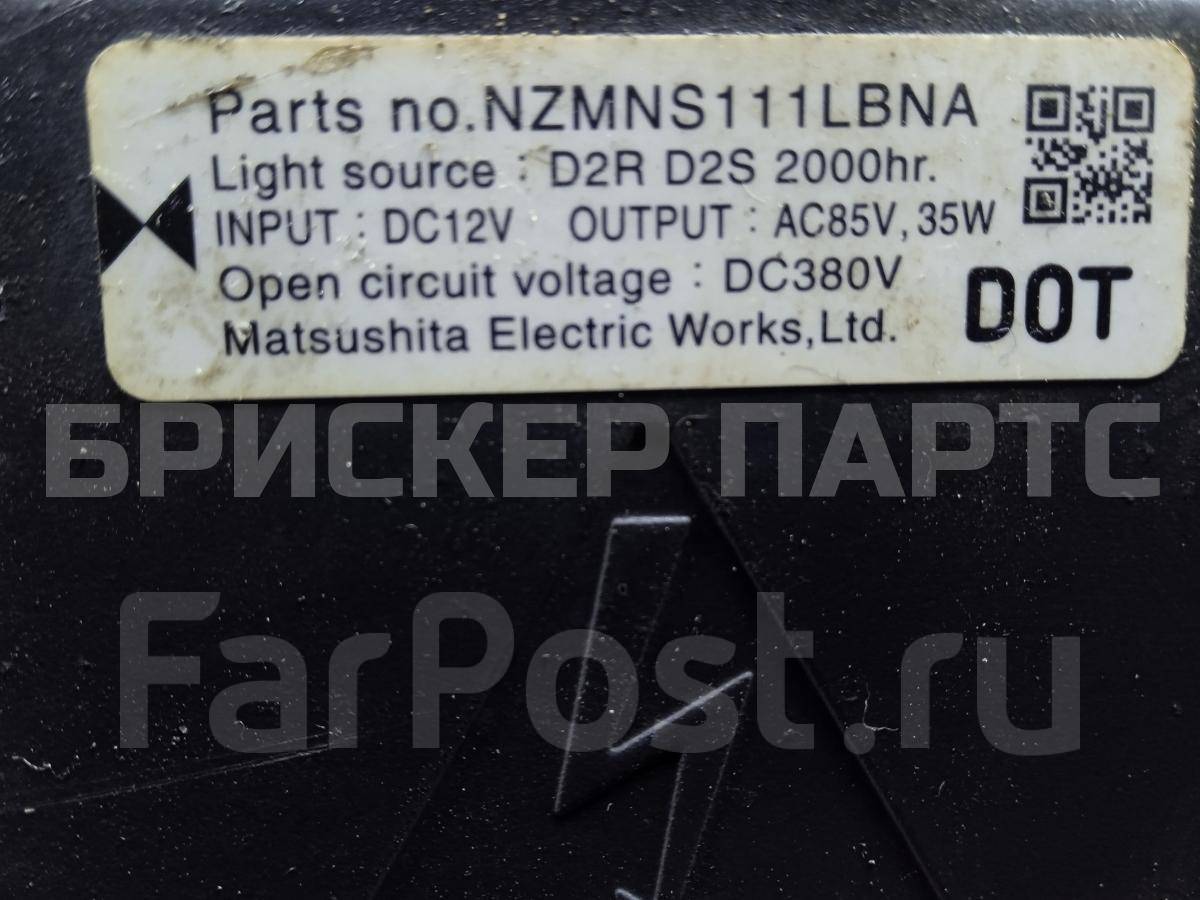 Parts no.NZMNS111LBNA
Light source : D2R D2S 2000hr.
INPUT : DC12V OUTPUT : AC85V, 35W
Open circuit voltage : DC380V
DOT
Matsushita Electric Works,Ltd.
БРИСКЕР ПАРТС
FarPost.ru